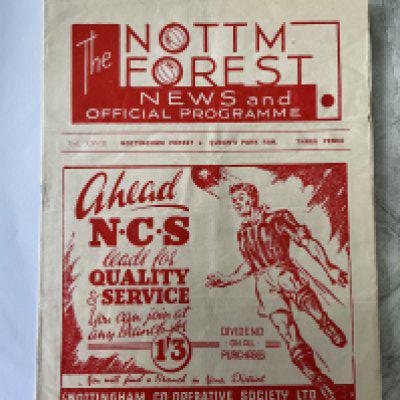 The NOTTM
FOREST
NEWS and
OFFICIAL PROGRAMME
NOTTINGHAM FOREST v QUEEN'S PARK RAN. THREE PENCE
Ahead
N·C·S
leads for
QUALITY
& SERVICE
You can join at
any Branch for
1'3
DIVIDEND
ON ALL
PURCHASES
You will find a Branch in Your District
NOTTINGHAM CO-OPERATIVE SOCIETY LTD